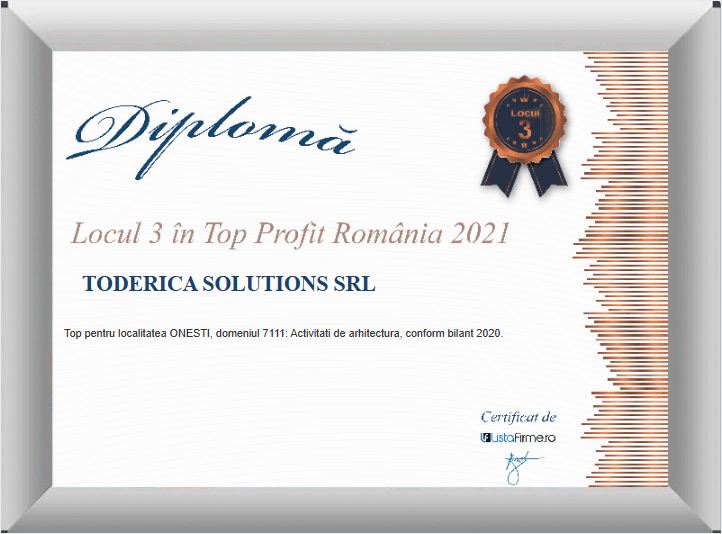 Diplomă
Locul
3
Locul 3 în Top Profit România 2021
TODERICA SOLUTIONS SRL
Top pentru localitatea ONESTI, domeniul 7111: Activitati de arhitectura, conform bilant 2020.
Certificat de
ListaFirme.ro